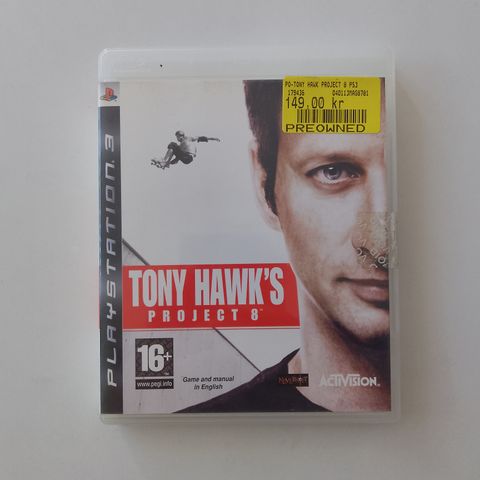 PLAYSTATION 3
PO-TONY HAWK PROJECT 8 PS3
149.00 kr
PREOWNED
TONY HAWK'S
PROJECT 8
16+
www.pegi.info
Game and manual
in English
ACTIVISION